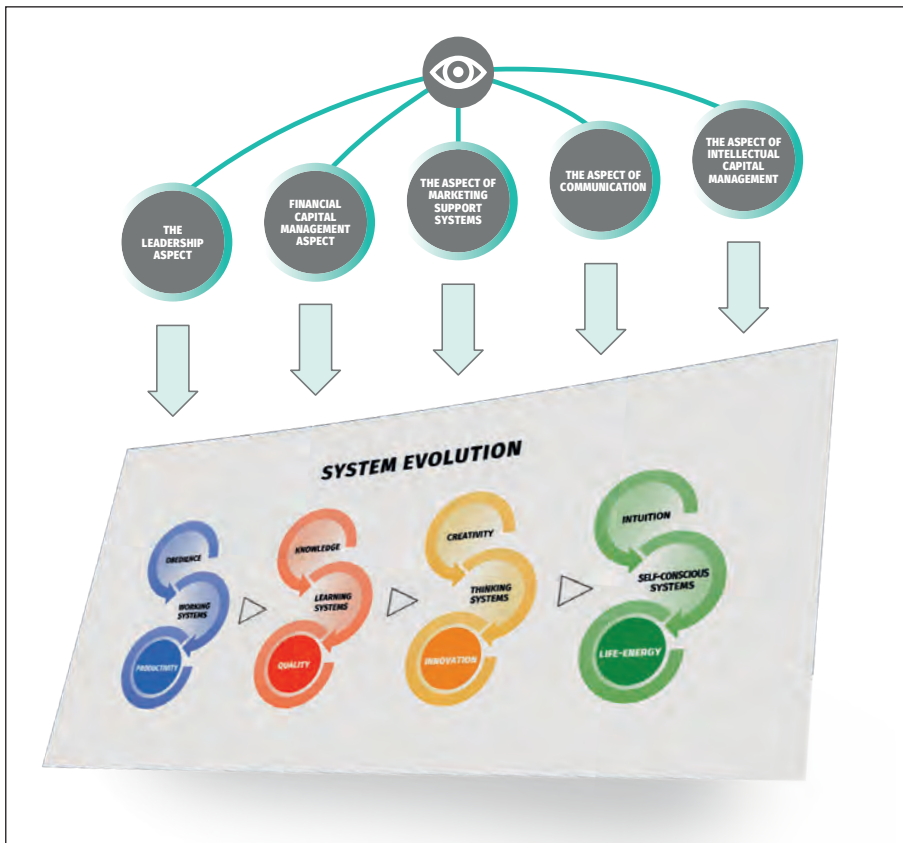 THE
LEADERSHIP
ASPECT
FINANCIAL
CAPITAL
MANAGEMENT
ASPECT
THE ASPECT OF
MARKETING
SUPPORT
SYSTEMS
THE ASPECT OF
COMMUNICATION
THE ASPECT OF
INTELLECTUAL
CAPITAL
MANAGEMENT
SYSTEM EVOLUTION
OBEDIENCE
WORKING
SYSTEMS
PRODUCTIVITY
KNOWLEDGE
LEARNING
SYSTEMS
QUALITY
CREATIVITY
THINKING
SYSTEMS
INNOVATION
INTUITION
SELF-CONSCIOUS
SYSTEMS
LIFE-ENERGY